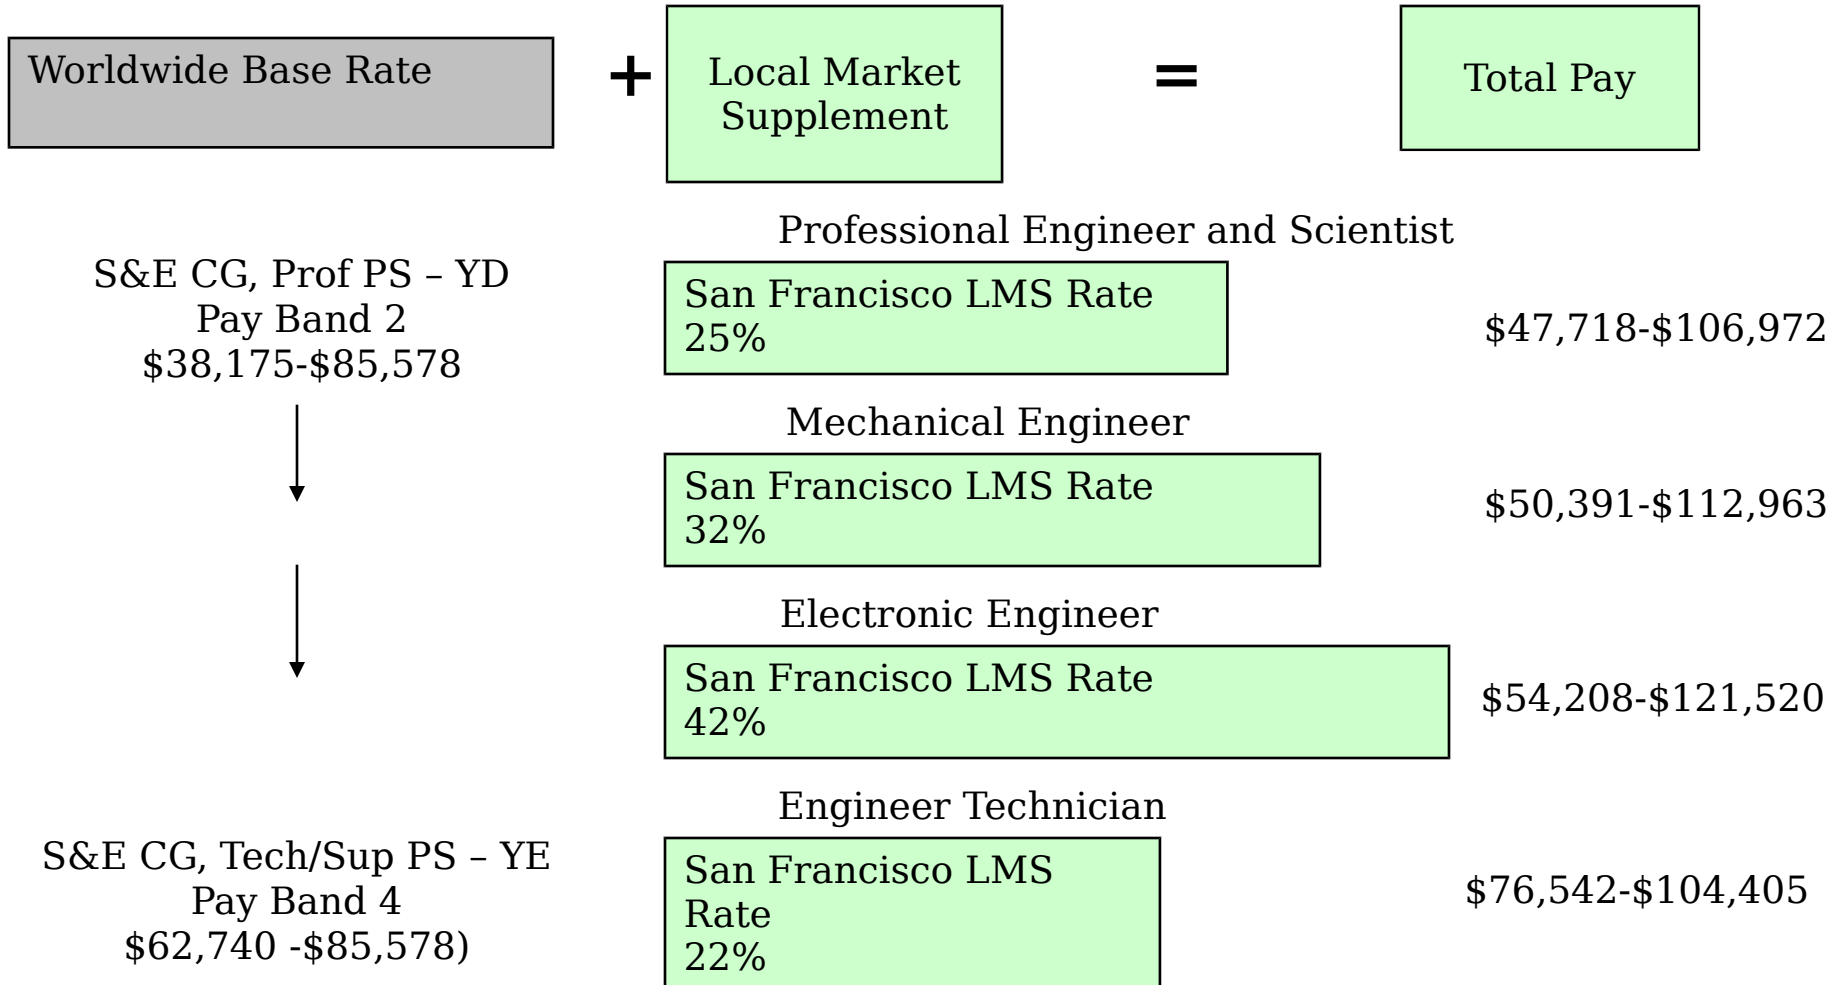 Worldwide Base Rate
+
Local Market
Supplement
=
Total Pay
Professional Engineer and Scientist
S&E CG, Prof PS – YD
Pay Band 2
$38,175-$85,578
San Francisco LMS Rate
25%
$47,718-$106,972
Mechanical Engineer
San Francisco LMS Rate
32%
$50,391-$112,963
Electronic Engineer
San Francisco LMS Rate
42%
$54,208-$121,520
Engineer Technician
S&E CG, Tech/Sup PS – YE
Pay Band 4
$62,740 -$85,578)
San Francisco LMS
Rate
22%
$76,542-$104,405